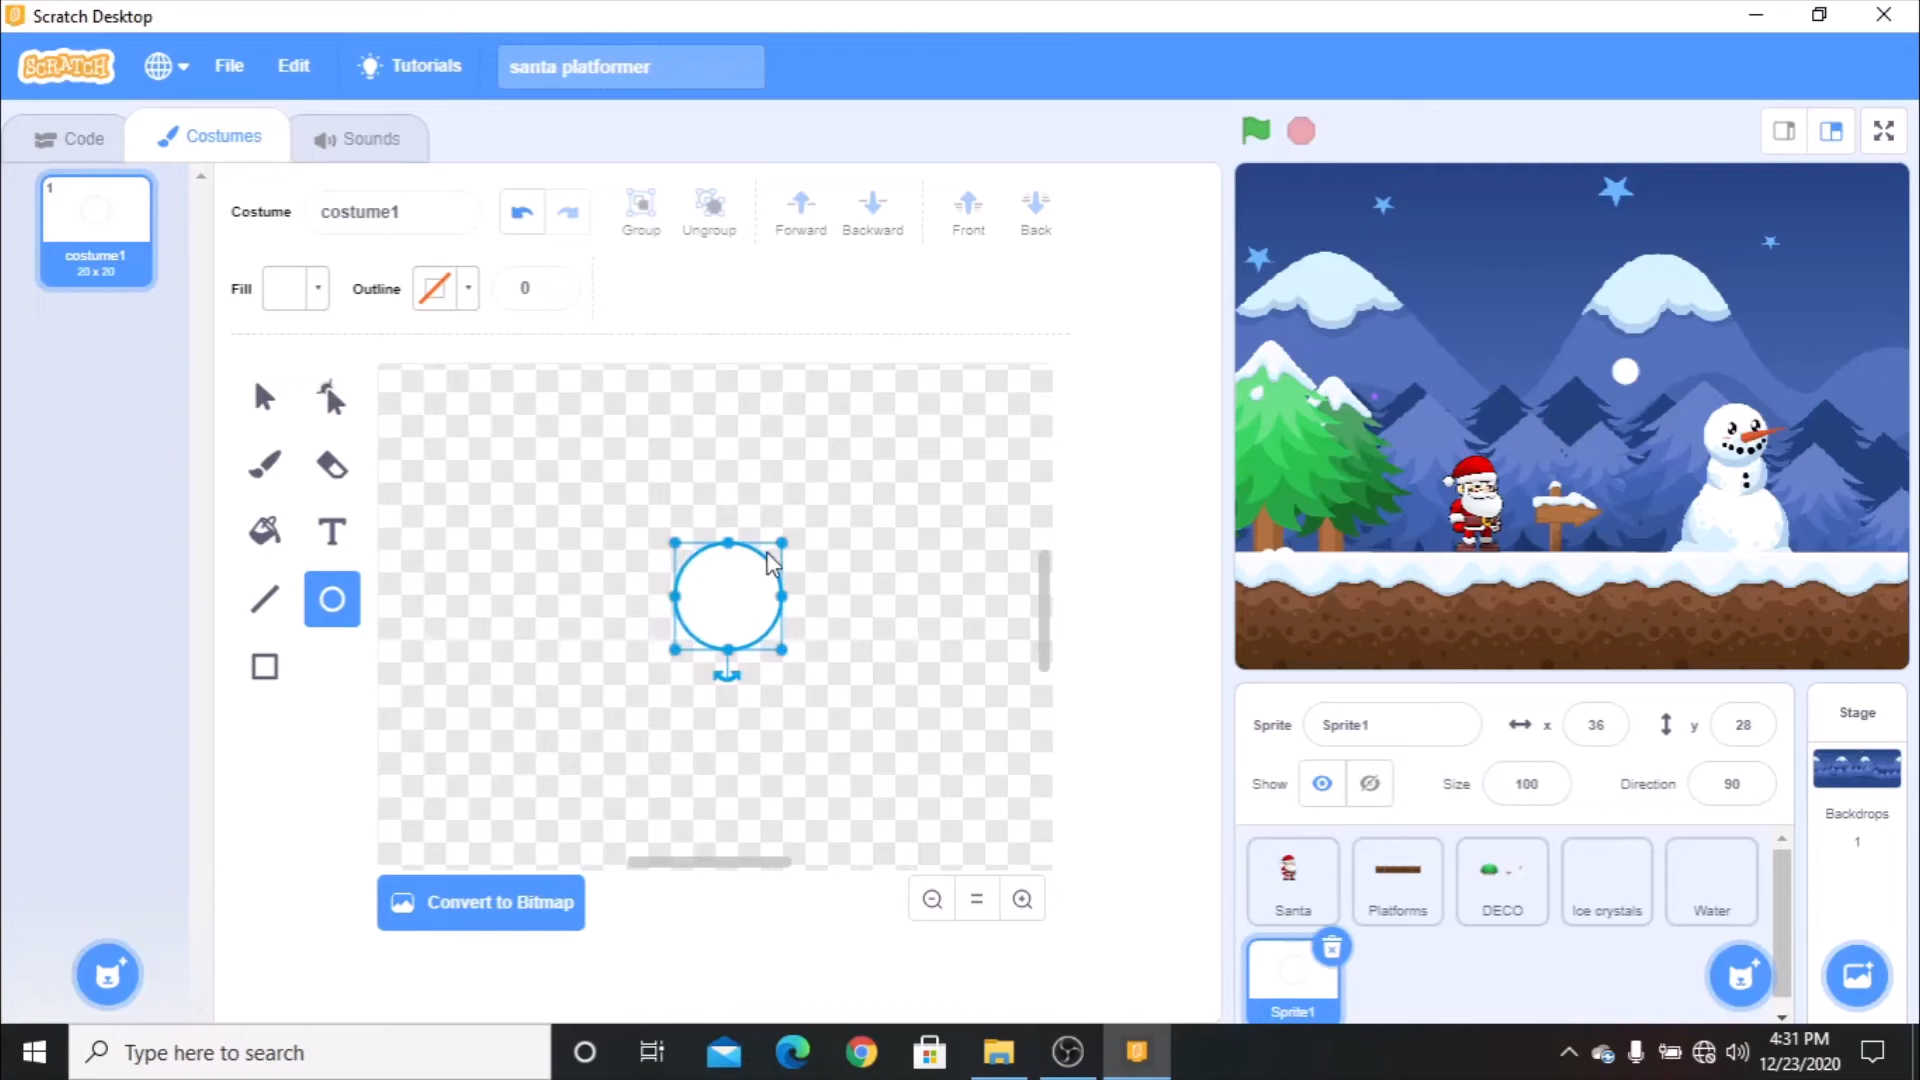 Scratch Desktop
SCRATCH
File
Edit
Tutorials
santa platformer
Code
Costumes
Sounds
1
costume1
20 x 20
Costume
costume1
Group
Ungroup
Forward
Backward
Front
Back
Fill
Outline
0
T
Convert to Bitmap
Sprite
Sprite1
x
36
y
28
Show
Size
100
Direction
90
Stage
Backdrops
1
Santa
Platforms
DECO
Ice crystals
Water
Sprite1
Type here to search
4:31 PM
12/23/2020